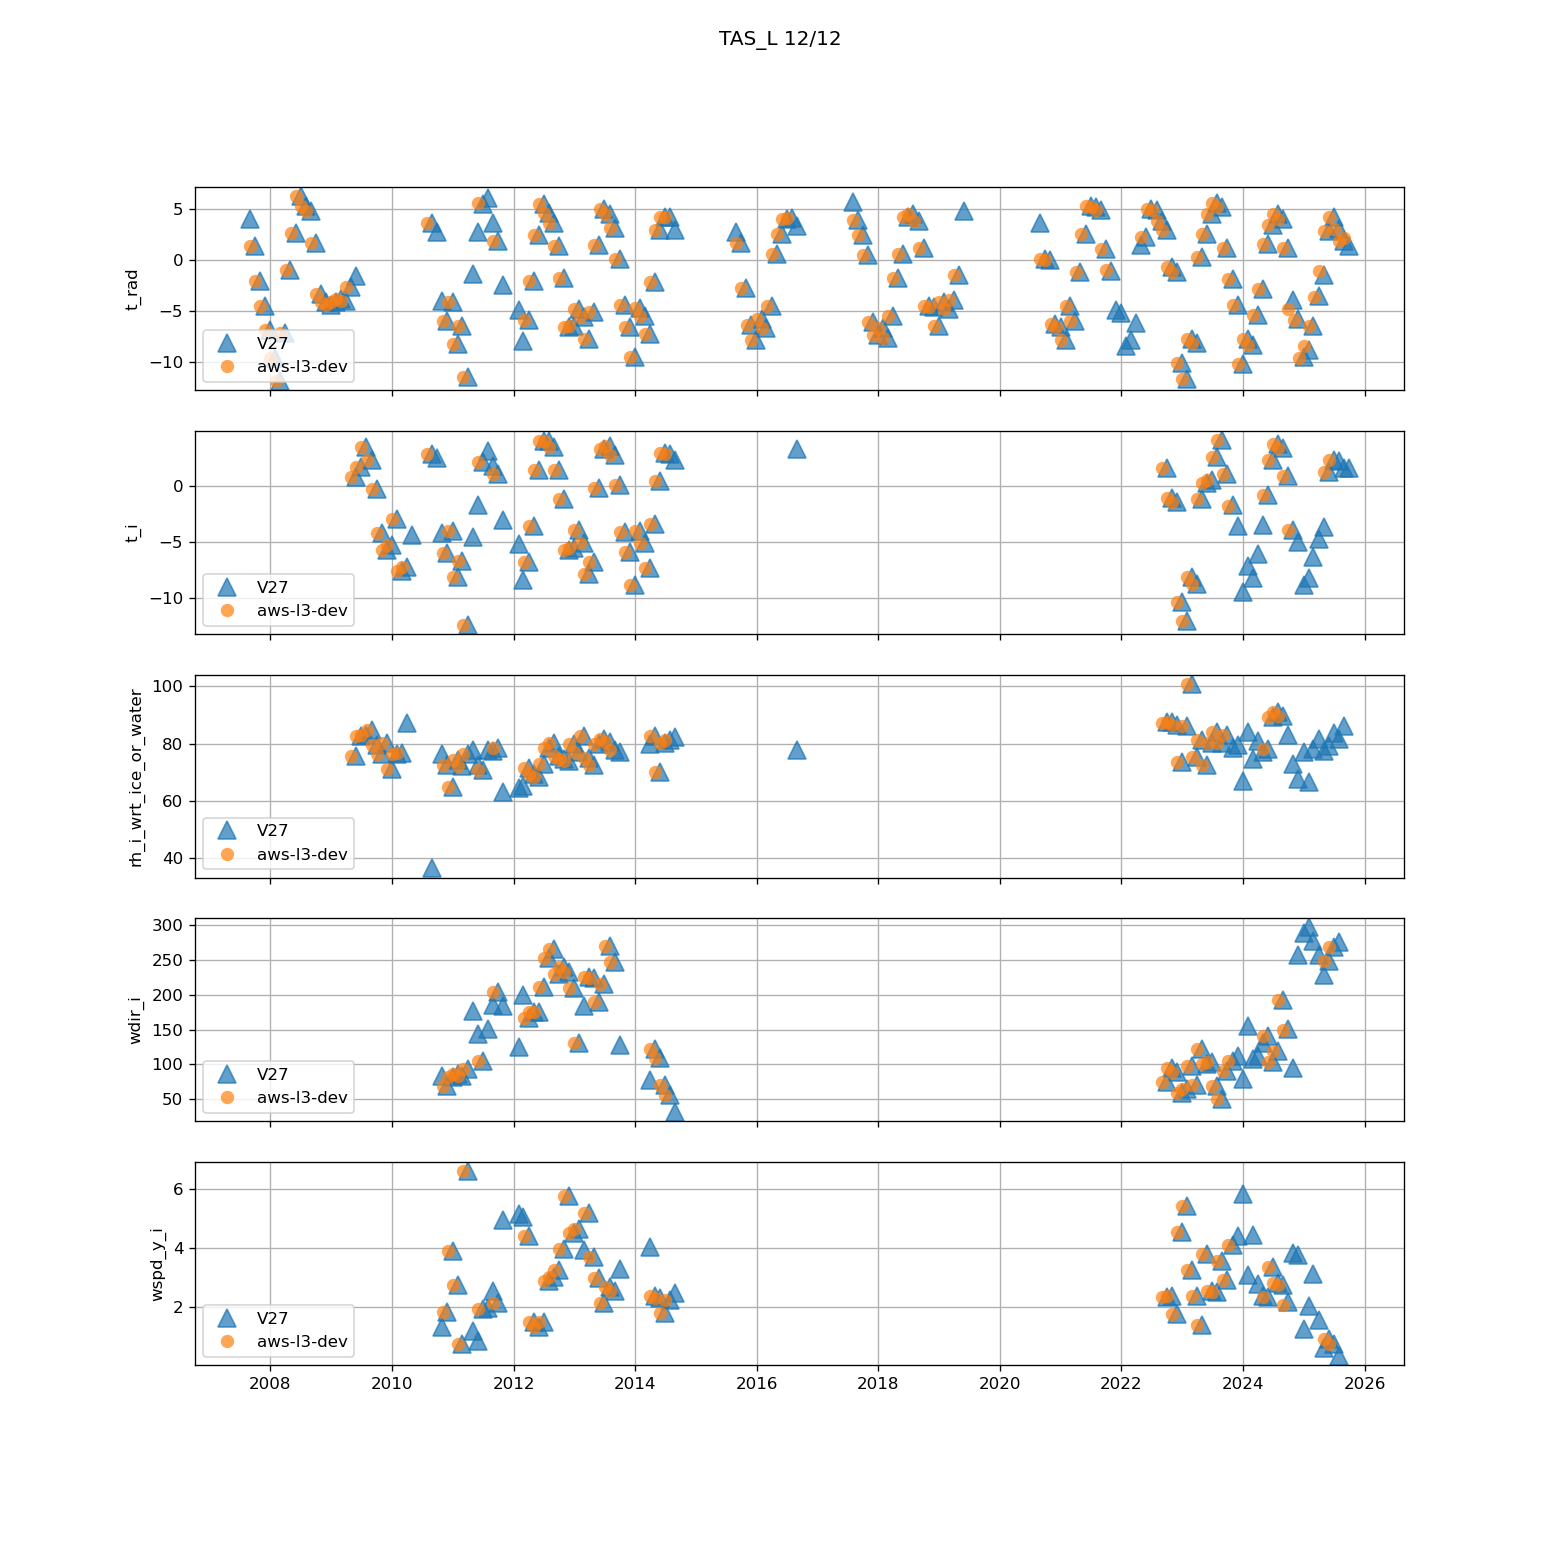 TAS_L 12/12
t_rad
5
0
−5
−10
V27
aws-l3-dev
t_i
0
−5
−10
V27
aws-l3-dev
rh_i_wrt_ice_or_water
100
80
60
40
V27
aws-l3-dev
wdir_i
300
250
200
150
100
50
V27
aws-l3-dev
wspd_y_i
6
4
2
V27
aws-l3-dev
2008 2010 2012 2014 2016 2018 2020 2022 2024 2026